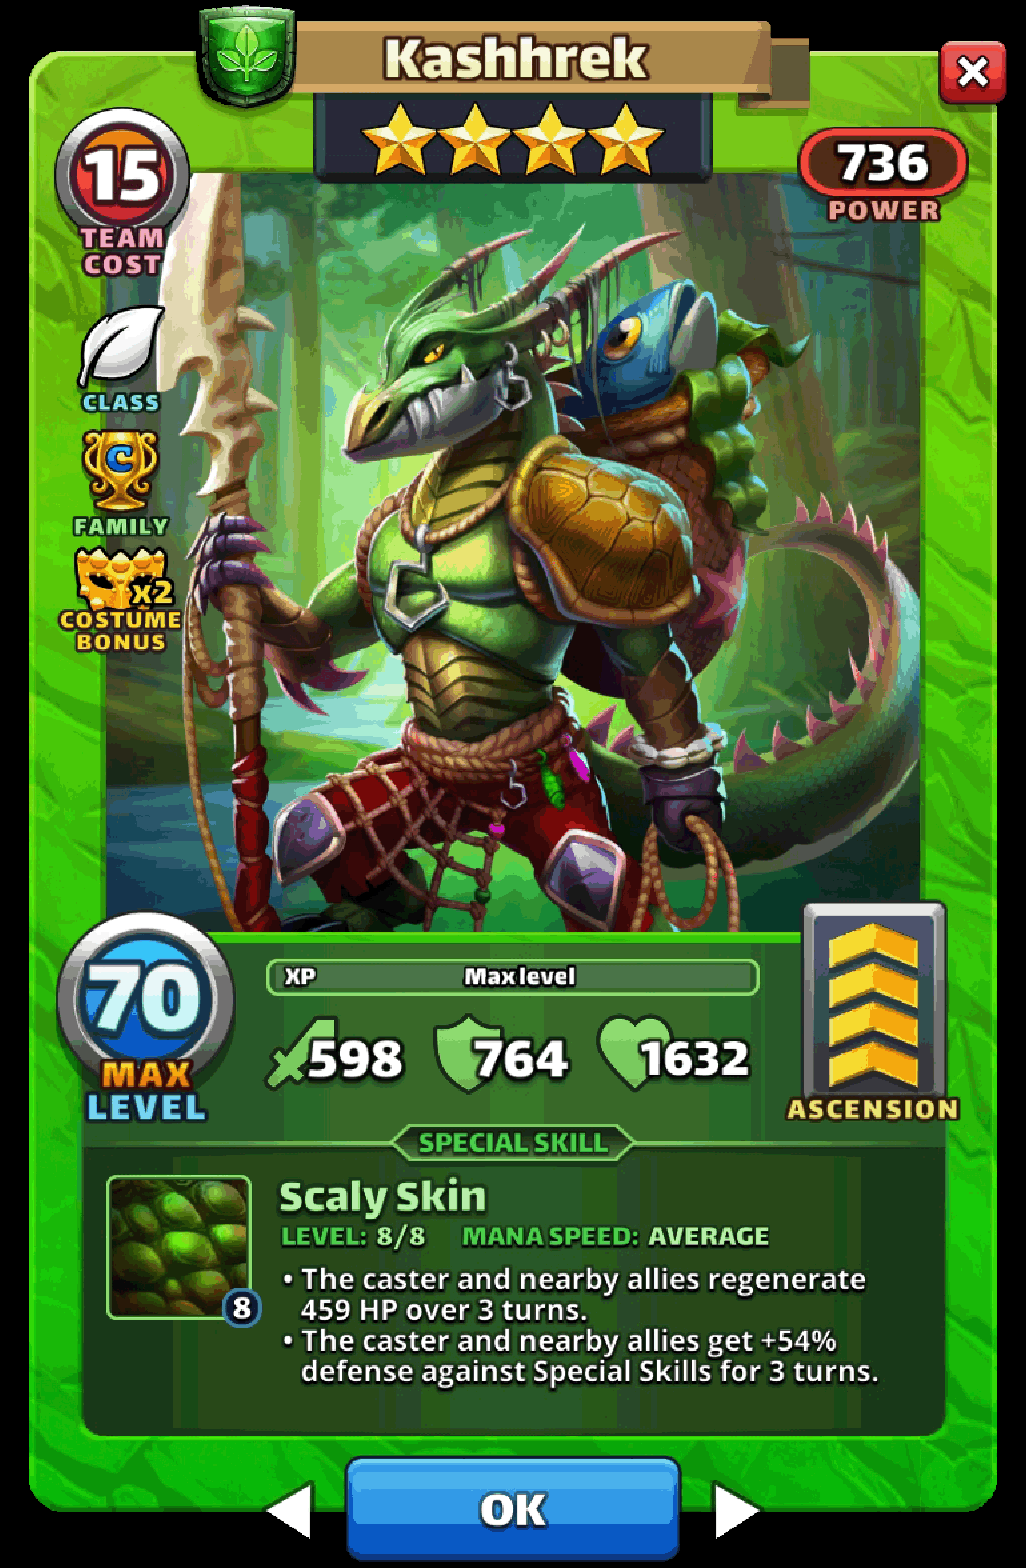 Kashhrek
15
TEAM
COST
736
POWER
CLASS
C
FAMILY
x2
COSTUME
BONUS
70
MAX
LEVEL
XP Max level
598 764 1632
ASCENSION
SPECIAL SKILL
Scaly Skin
LEVEL: 8/8 MANA SPEED: AVERAGE
8
• The caster and nearby allies regenerate
459 HP over 3 turns.
• The caster and nearby allies get +54%
defense against Special Skills for 3 turns.
OK